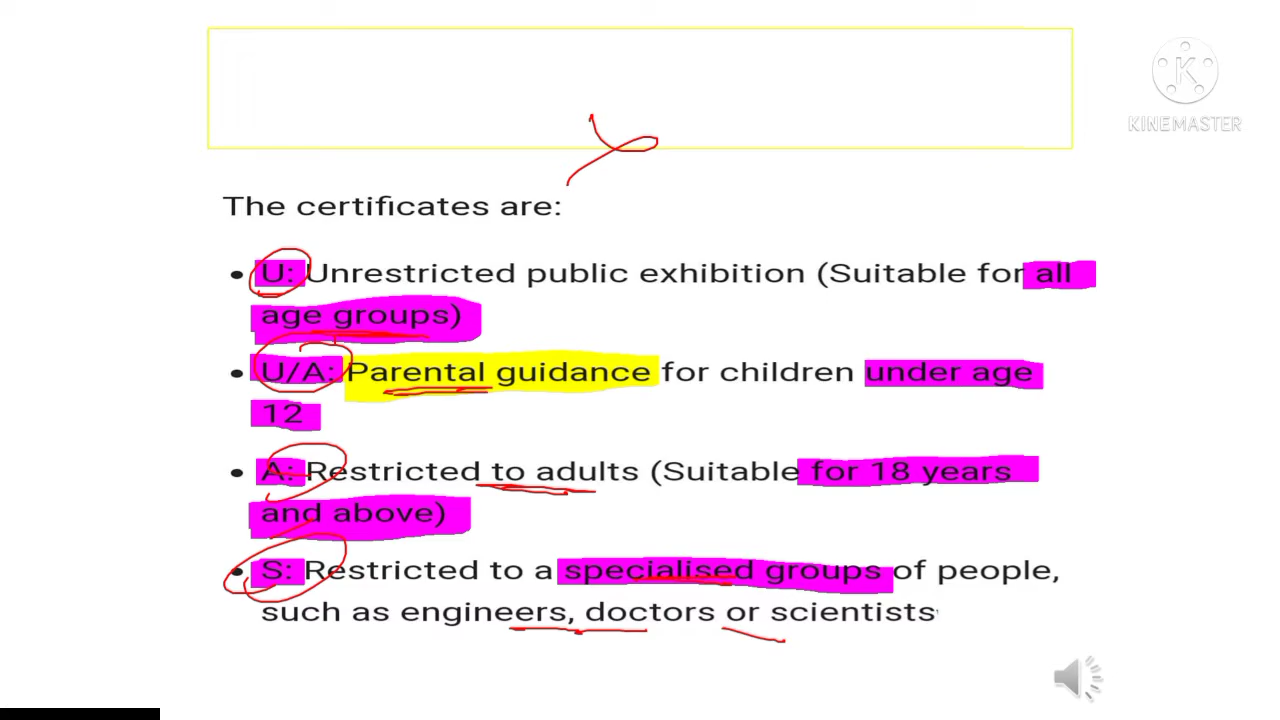 KINEMASTER
The certificates are:
• U: Unrestricted public exhibition (Suitable for all
age groups)
• U/A: Parental guidance for children under age
12
• A: Restricted to adults (Suitable for 18 years
and above)
• S: Restricted to a specialised groups of people,
such as engineers, doctors or scientists